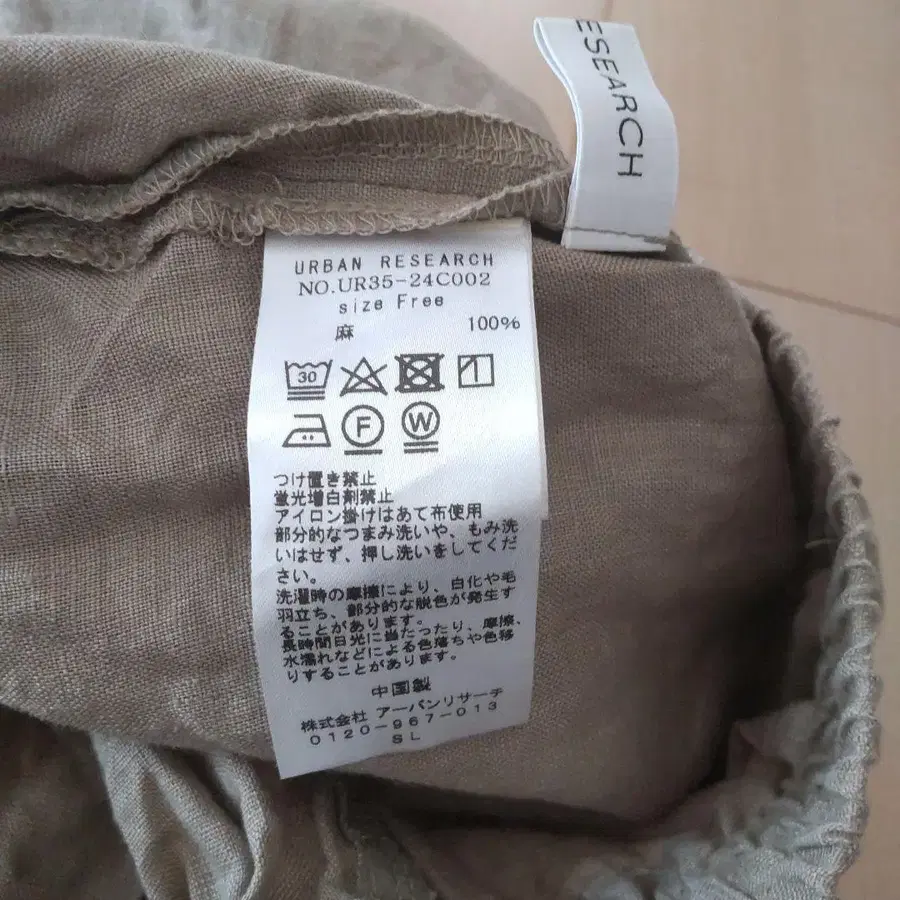 ESEARCH
URBAN RESEARCH
NO.UR35-24C002
size Free
麻 100%
30
F W
つけ置き禁止
蛍光増白剤禁止
アイロン掛けはあて布使用
部分的なつまみ洗いや、もみ洗
いはせず、押し洗いをしてくだ
さい。
洗濯時の摩擦により、白化や毛
羽立ち、部分的な脱色が発生す
ることがあります。
長時間日光に当たったり、摩擦、
水濡れなどによる色落ちや色移
りすることがあります。
中国製
株式会社 アーバンリサーチ
0120-967-013
SL